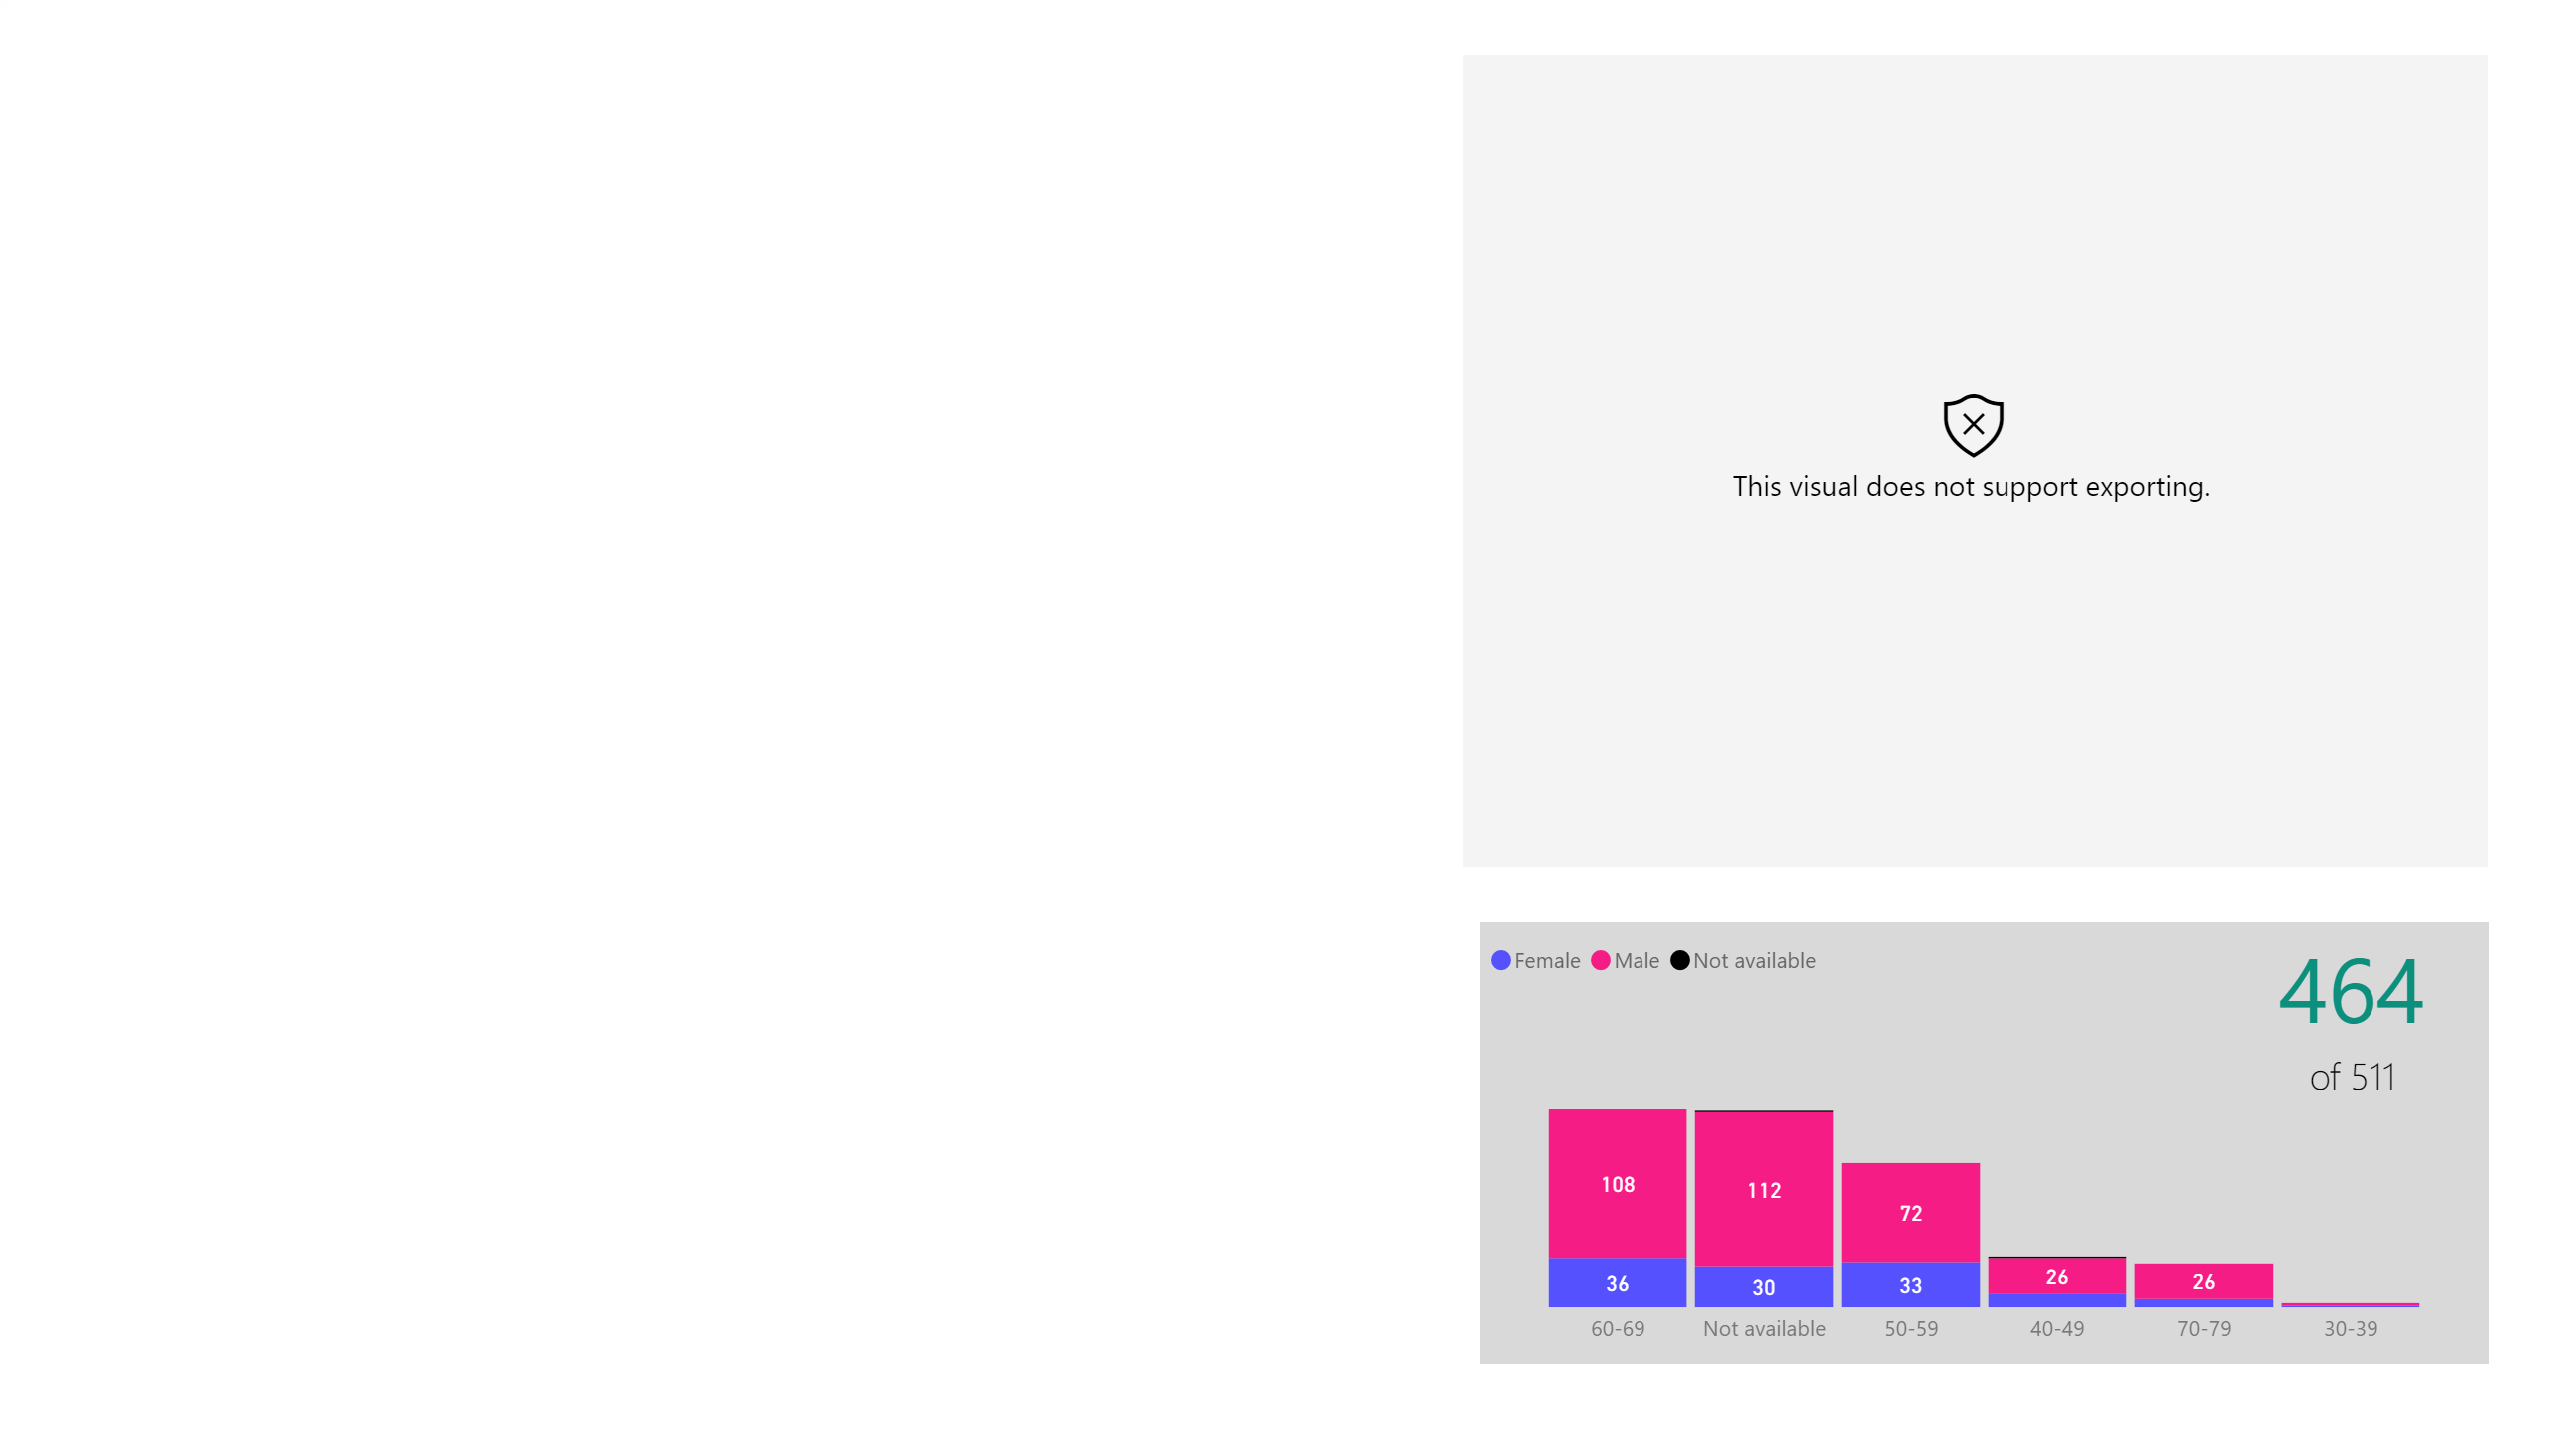 This visual does not support exporting.
Female Male Not available
464
of 511
108 112 72 26 26
36 30 33
60-69 Not available 50-59 40-49 70-79 30-39